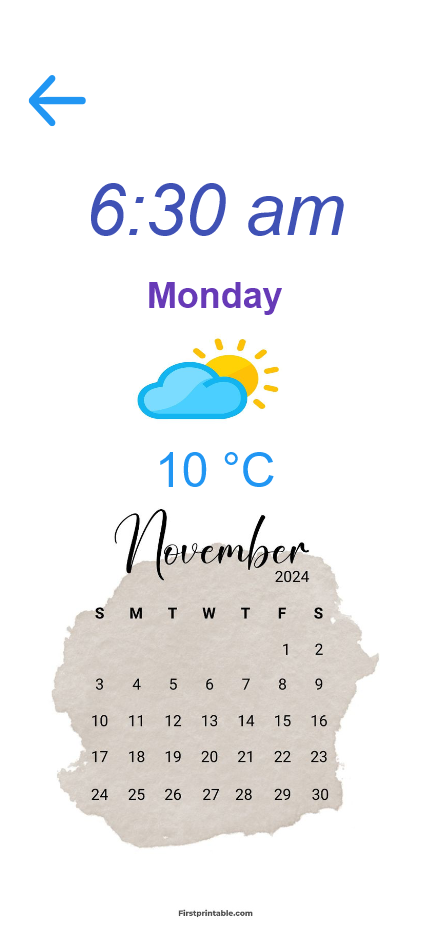 6:30 am
Monday
10 °C
November
2024
S M T W T F S
1 2
3 4 5 6 7 8 9
10 11 12 13 14 15 16
17 18 19 20 21 22 23
24 25 26 27 28 29 30
Firstprintable.com